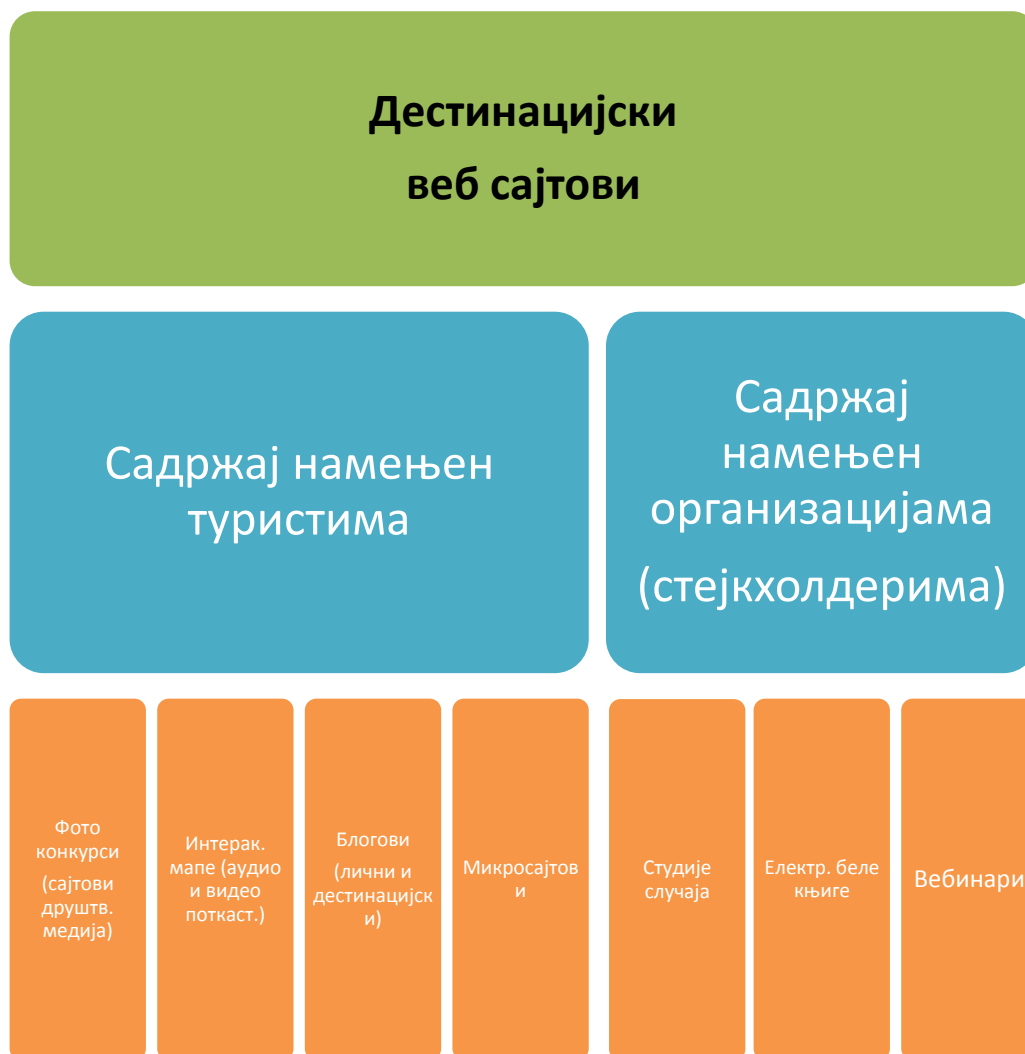 Дестинацијски
веб сајтови
Садржај намењен
туристима
Садржај
намењен
организацијама
(стејкхолдерима)
Фото
конкурси
(сајтови
друштв.
медија)
Интерак.
мапе (аудио
и видео
поткаст.)
Блогови
(лични и
дестинацијск
и)
Микросајтов
и
Студије
случаја
Електр. беле
књиге
Вебинари